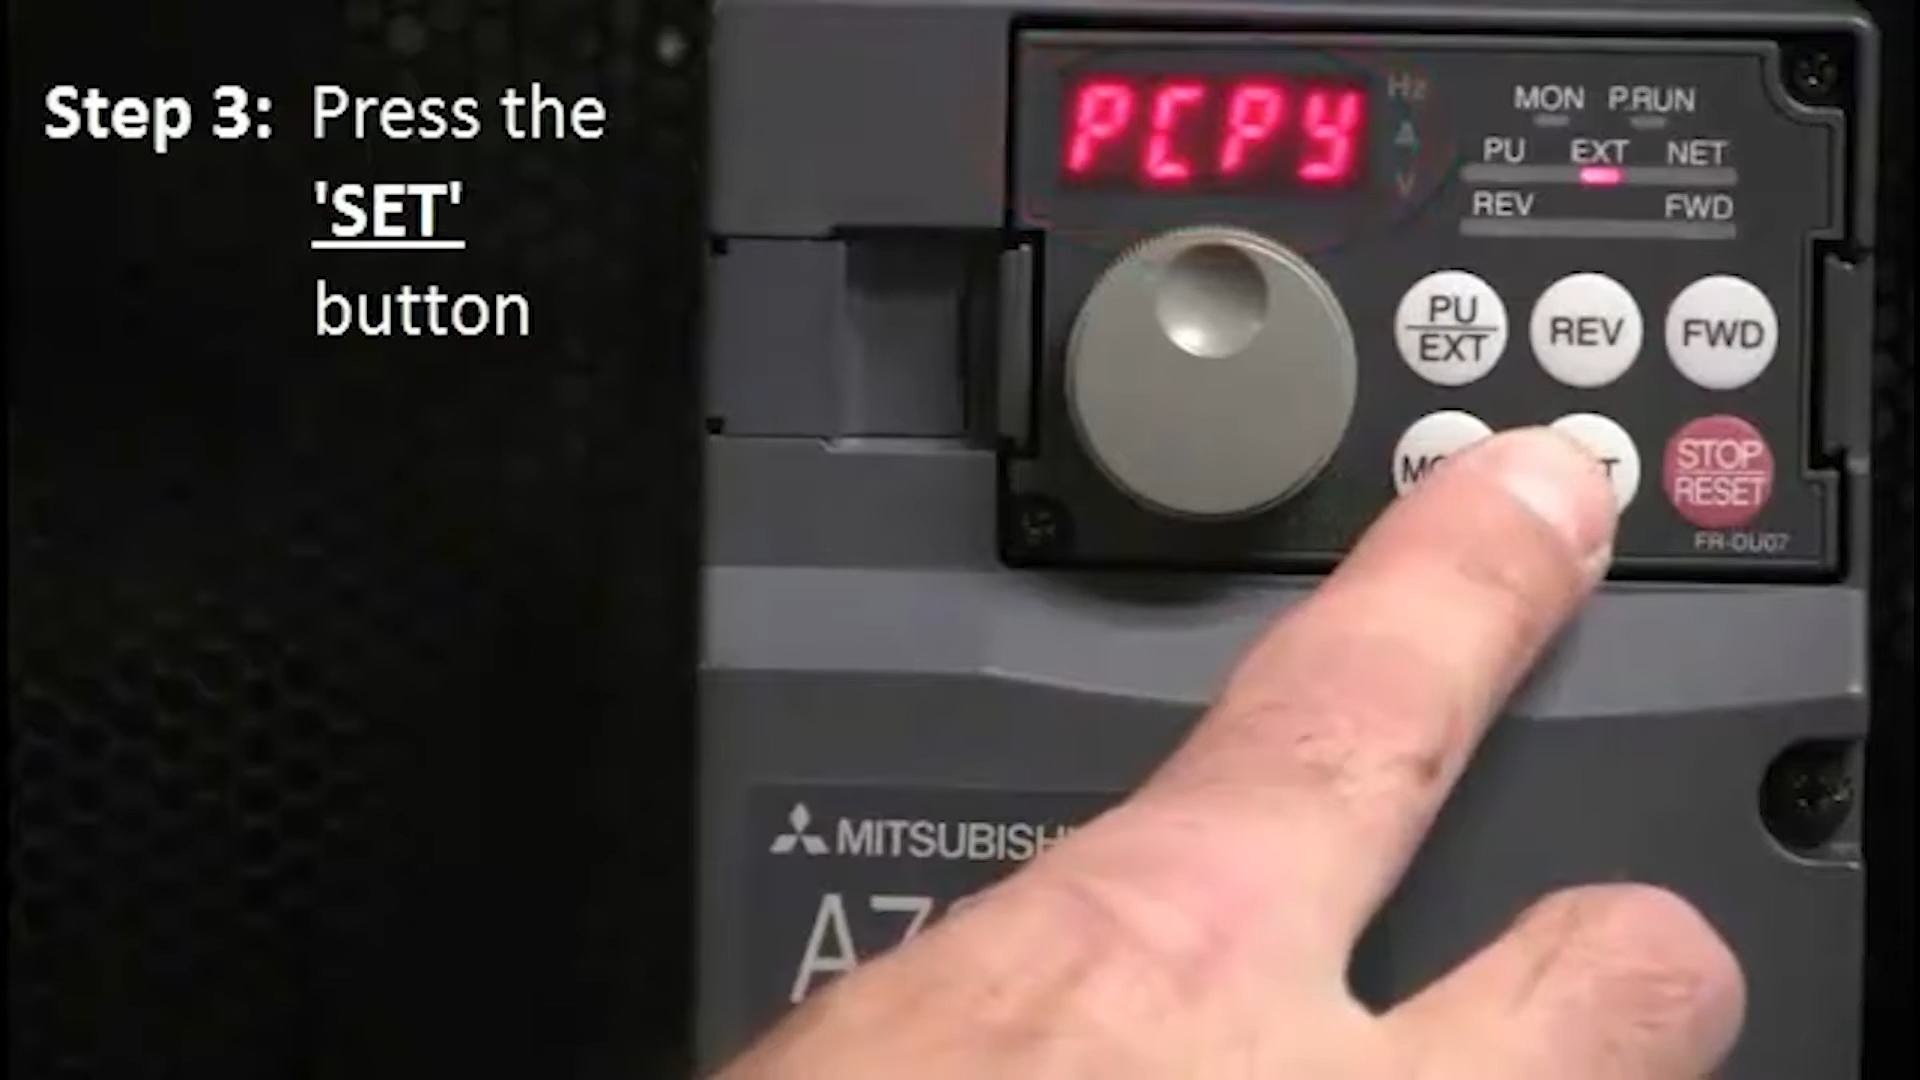 Step 3: Press the
'SET'
button
PCPY
Hz
A
V
MON P.RUN
PU EXT NET
REV FWD
PU
EXT
REV
FWD
STOP
RESET
FR-DU07